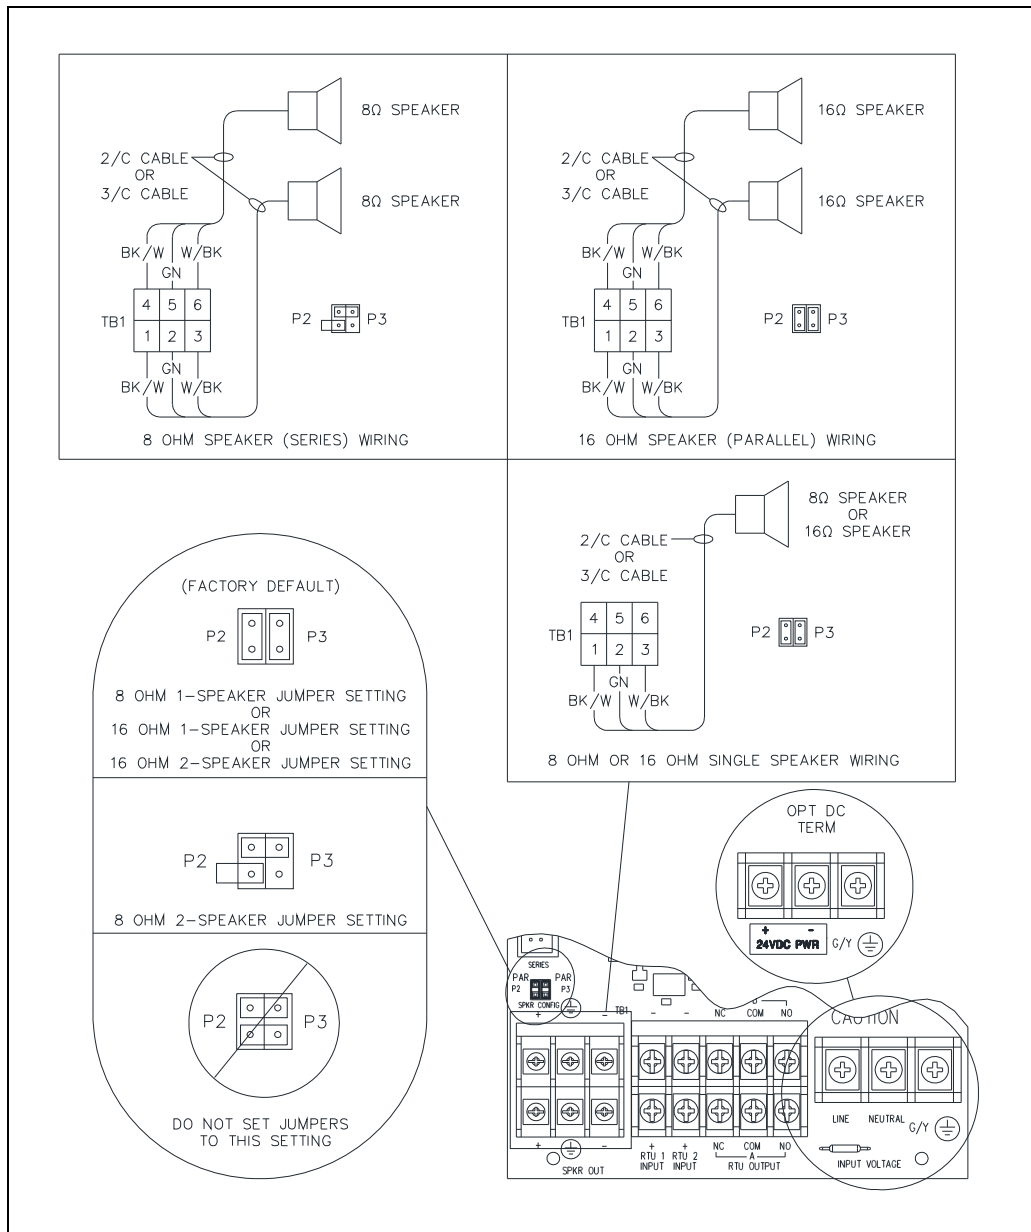 8Ω SPEAKER
2/C CABLE
OR
3/C CABLE
8Ω SPEAKER
BK/W W/BK
GN
4 5 6
TB1
1 2 3
P2 P3
GN
BK/W W/BK
8 OHM SPEAKER (SERIES) WIRING
16Ω SPEAKER
2/C CABLE
OR
3/C CABLE
16Ω SPEAKER
BK/W W/BK
GN
4 5 6
TB1
1 2 3
P2 P3
GN
BK/W W/BK
16 OHM SPEAKER (PARALLEL) WIRING
8Ω SPEAKER
OR
16Ω SPEAKER
2/C CABLE
OR
3/C CABLE
4 5 6
TB1
1 2 3
P2 P3
GN
BK/W W/BK
8 OHM OR 16 OHM SINGLE SPEAKER WIRING
(FACTORY DEFAULT)
P2 P3
8 OHM 1-SPEAKER JUMPER SETTING
OR
16 OHM 1-SPEAKER JUMPER SETTING
OR
16 OHM 2-SPEAKER JUMPER SETTING
P2 P3
8 OHM 2-SPEAKER JUMPER SETTING
P2 P3
DO NOT SET JUMPERS
TO THIS SETTING
OPT DC
TERM
+ -
24VDC PWR G/Y
SERIES
PAR PAR
P2 P3
SPKR CONFIG
+ - TB1 - - NC COM NO
CAUTION
LINE NEUTRAL G/Y
INPUT VOLTAGE
+ - + + NC COM NO
SPKR OUT
RTU 1 RTU 2 A
INPUT INPUT RTU OUTPUT